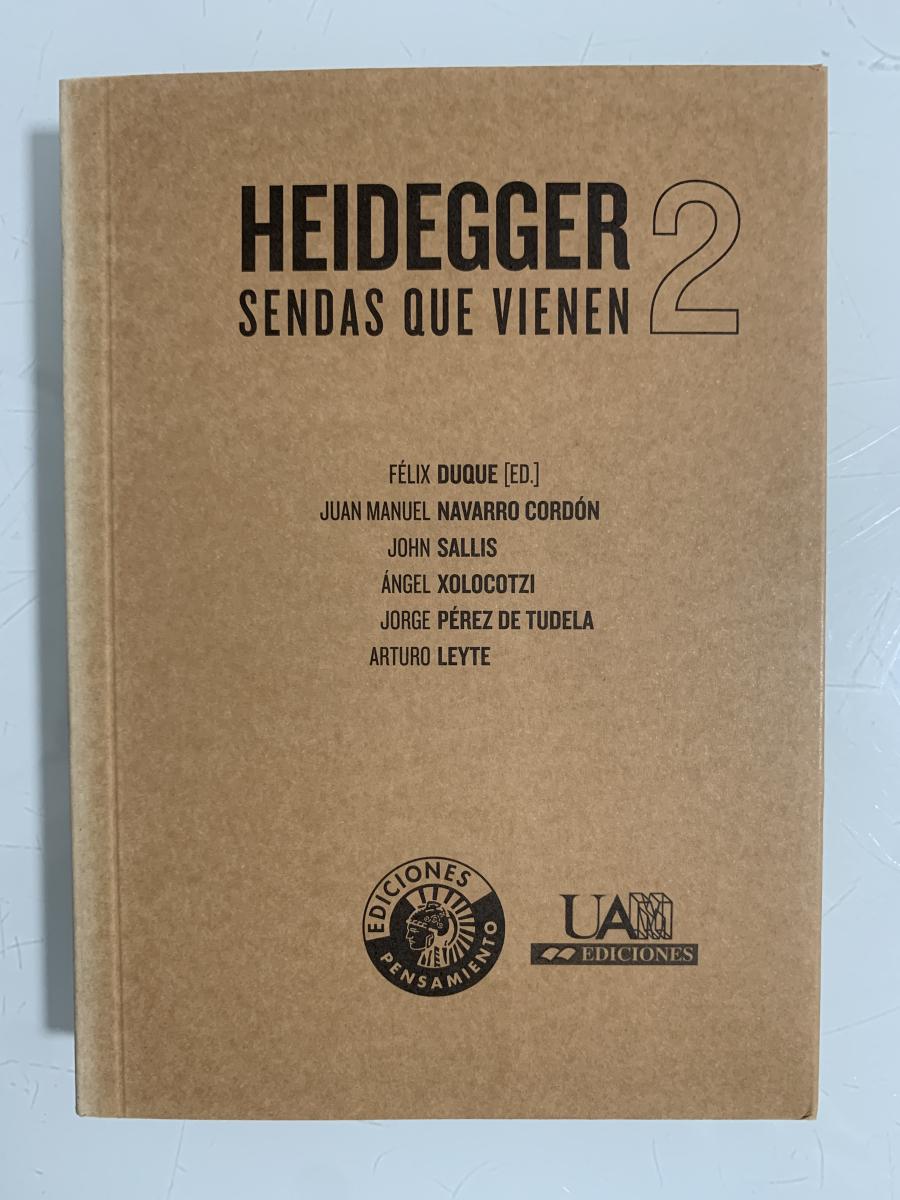 HEIDEGGER 2
SENDAS QUE VIENEN
FÉLIX DUQUE [ED.]
JUAN MANUEL NAVARRO CORDÓN
JOHN SALLIS
ÁNGEL XOLOCOTZI
JORGE PÉREZ DE TUDELA
ARTURO LEYTE
EDICIONES
PENSAMIENTO
UAM
EDICIONES